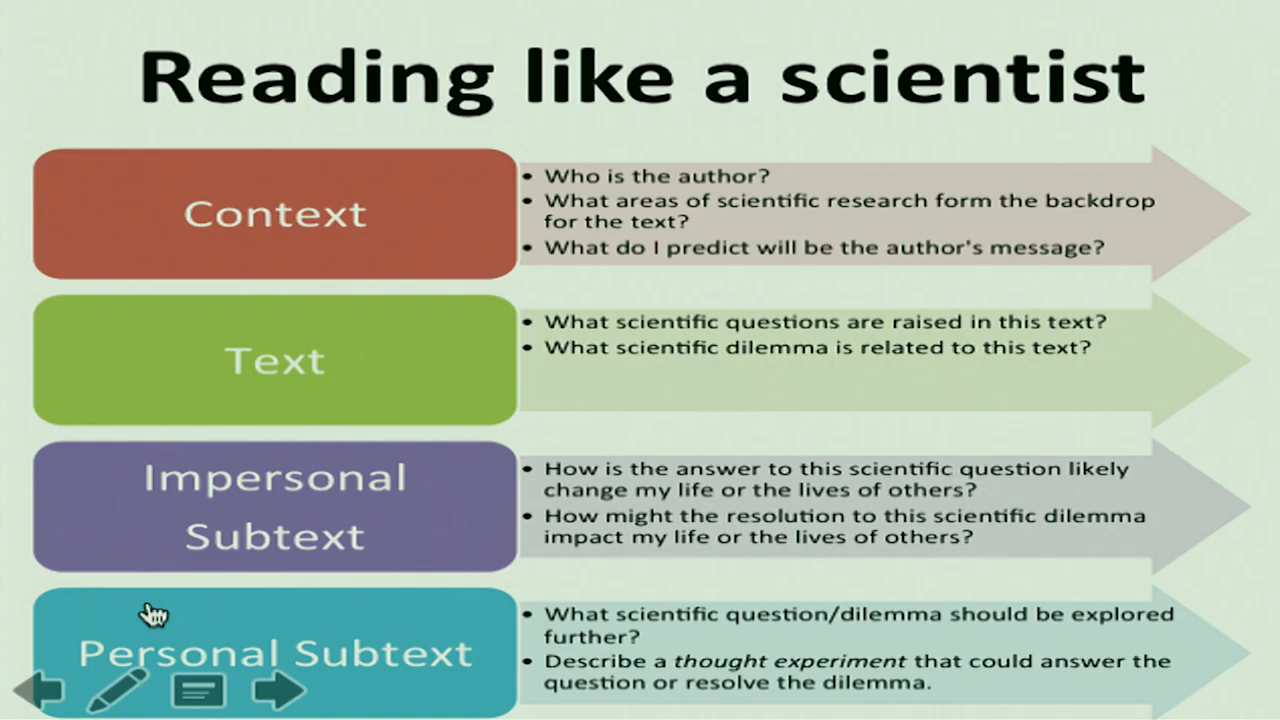 Reading like a scientist
Context
• Who is the author?
• What areas of scientific research form the backdrop
for the text?
• What do I predict will be the author's message?
Text
• What scientific questions are raised in this text?
• What scientific dilemma is related to this text?
Impersonal
Subtext
• How is the answer to this scientific question likely
change my life or the lives of others?
• How might the resolution to this scientific dilemma
impact my life or the lives of others?
Personal Subtext
• What scientific question/dilemma should be explored
further?
• Describe a thought experiment that could answer the
question or resolve the dilemma.